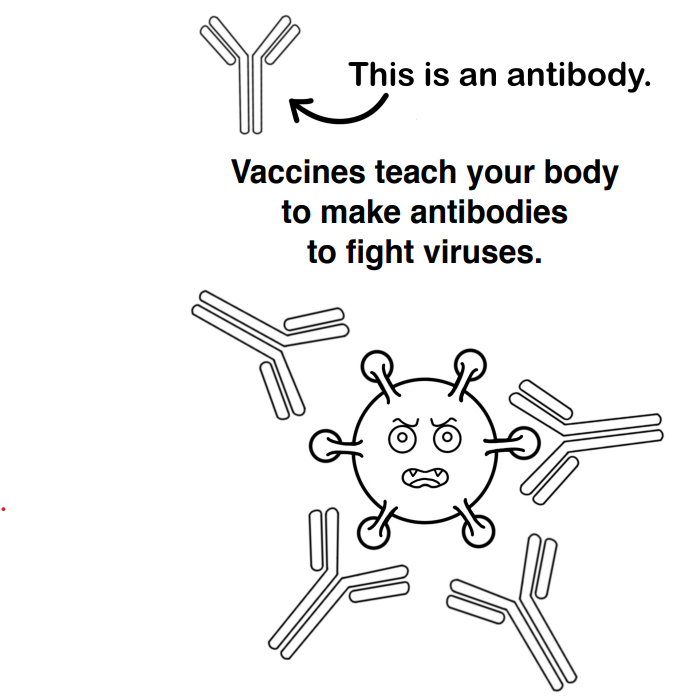 This is an antibody.
Vaccines teach your body
to make antibodies
to fight viruses.